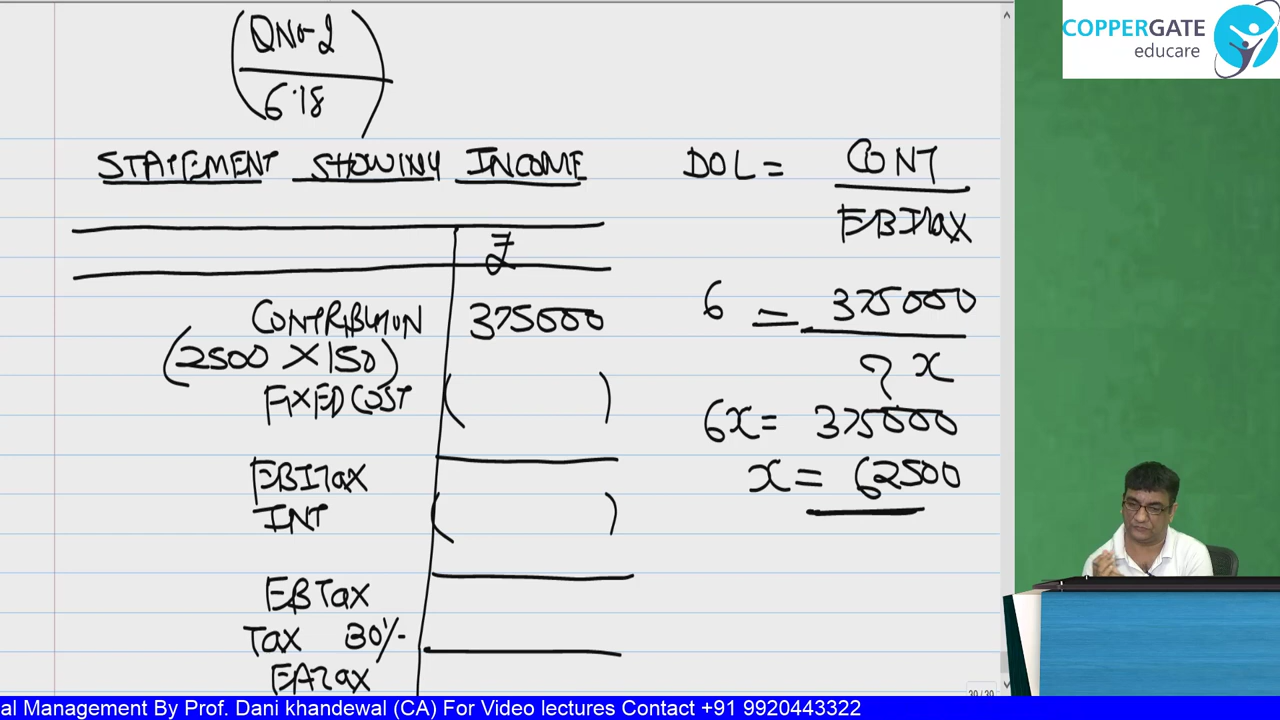 QNo-2
6.18
STATEMENT SHOWING INCOME
₹
CONTRIBUTION 375000
(2500 X 150)
FIXED COST ( )
EBITax
INT ( )
EBTax
Tax 30%
EATax
DOL = CONT
EBITax
6 = 375000
? x
6x = 375000
x = 62500
COPPERGATE
educare
al Management By Prof. Dani khandewal (CA) For Video lectures Contact +91 9920443322
30/30